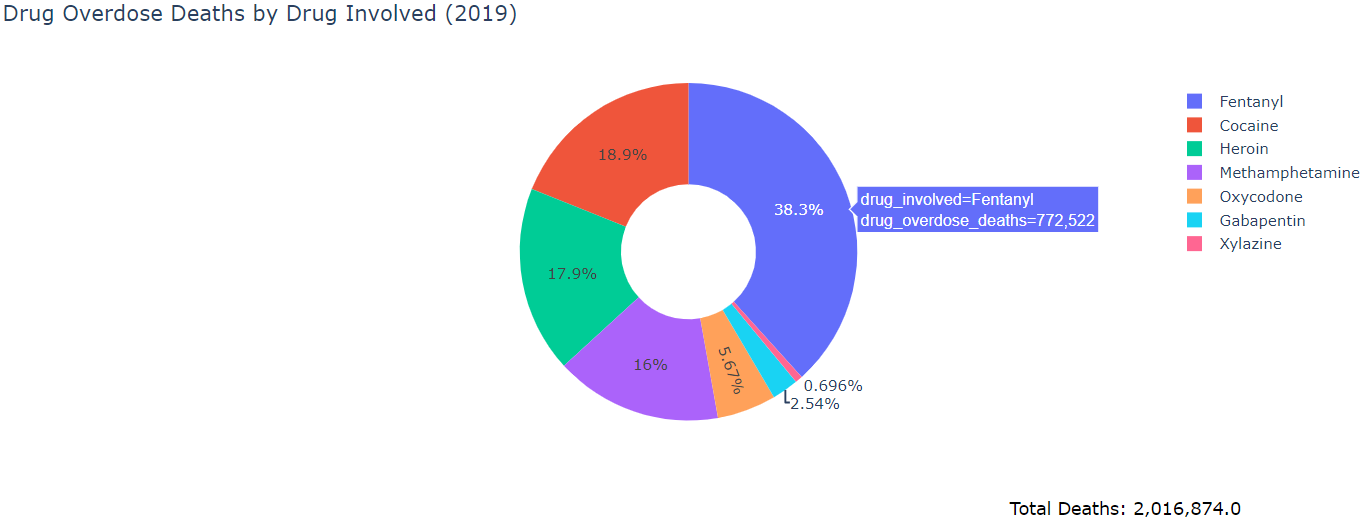 Drug Overdose Deaths by Drug Involved (2019)
18.9%
38.3%
drug_involved=Fentanyl
drug_overdose_deaths=772,522
17.9%
16%
5.67%
0.696%
2.54%
Fentanyl
Cocaine
Heroin
Methamphetamine
Oxycodone
Gabapentin
Xylazine
Total Deaths: 2,016,874.0